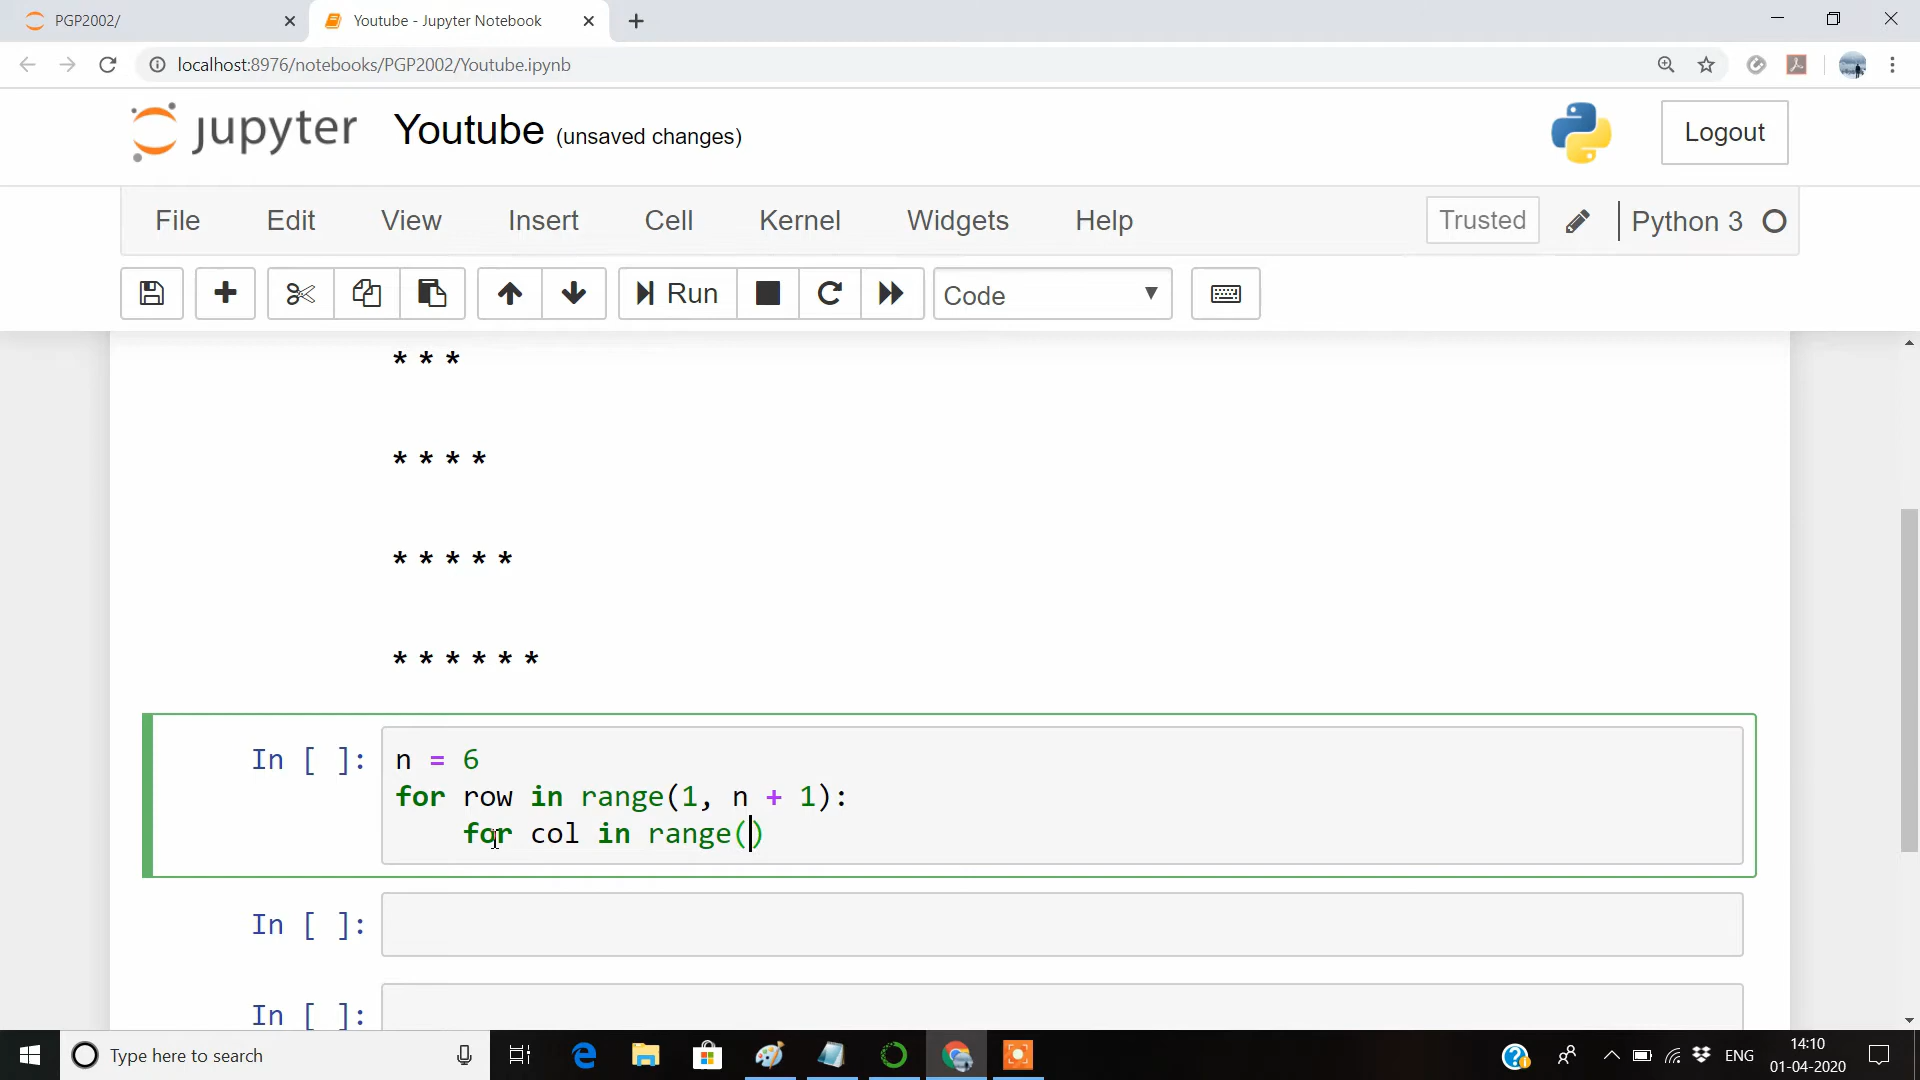 PGP2002/
Youtube - Jupyter Notebook
localhost:8976/notebooks/PGP2002/Youtube.ipynb
jupyter Youtube (unsaved changes)
Logout
File Edit View Insert Cell Kernel Widgets Help Trusted Python 3
Run Code
* * *
* * * *
* * * * *
* * * * * *
In [ ]: n = 6
for row in range(1, n + 1):
    for col in range()
In [ ]:
In [ ]:
Type here to search
ENG
14:10
01-04-2020